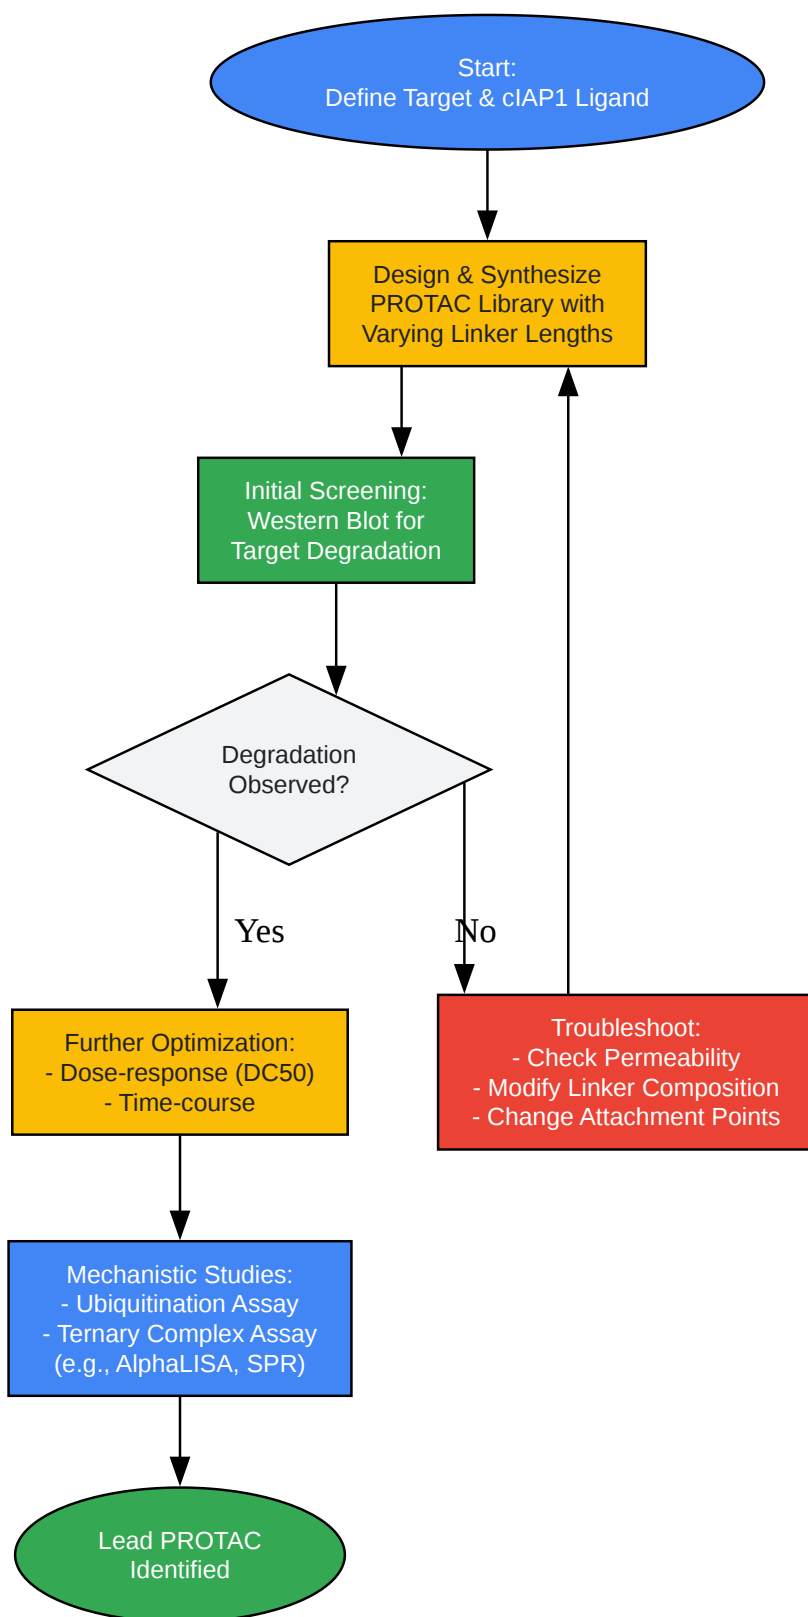 Start:
Define Target & cIAP1 Ligand
Design & Synthesize
PROTAC Library with
Varying Linker Lengths
Initial Screening:
Western Blot for
Target Degradation
Degradation
Observed?
Yes
No
Further Optimization:
- Dose-response (DC50)
- Time-course
Troubleshoot:
- Check Permeability
- Modify Linker Composition
- Change Attachment Points
Mechanistic Studies:
- Ubiquitination Assay
- Ternary Complex Assay
(e.g., AlphaLISA, SPR)
Lead PROTAC
Identified